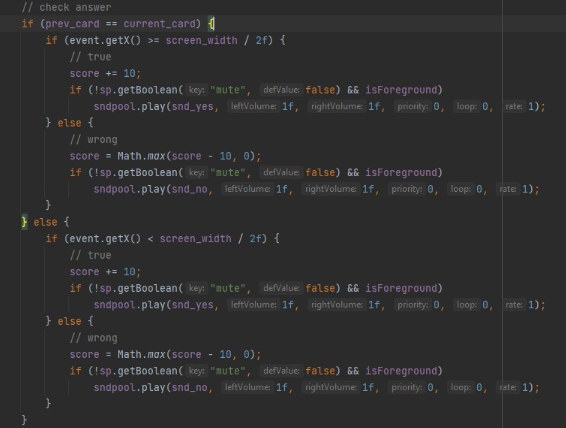 // check answer
if (prev_card == current_card) {
if (event.getX() >= screen_width / 2f) {
// true
score += 10;
if (!sp.getBoolean( key: "mute", defValue: false) && isForeground)
sndpool.play(snd_yes, leftVolume: 1f, rightVolume: 1f, priority: 0, loop: 0, rate: 1);
} else {
// wrong
score = Math.max(score - 10, 0);
if (!sp.getBoolean( key: "mute", defValue: false) && isForeground)
sndpool.play(snd_no, leftVolume: 1f, rightVolume: 1f, priority: 0, loop: 0, rate: 1);
}
} else {
if (event.getX() < screen_width / 2f) {
// true
score += 10;
if (!sp.getBoolean( key: "mute", defValue: false) && isForeground)
sndpool.play(snd_yes, leftVolume: 1f, rightVolume: 1f, priority: 0, loop: 0, rate: 1);
} else {
// wrong
score = Math.max(score - 10, 0);
if (!sp.getBoolean( key: "mute", defValue: false) && isForeground)
sndpool.play(snd_no, leftVolume: 1f, rightVolume: 1f, priority: 0, loop: 0, rate: 1);
}
}